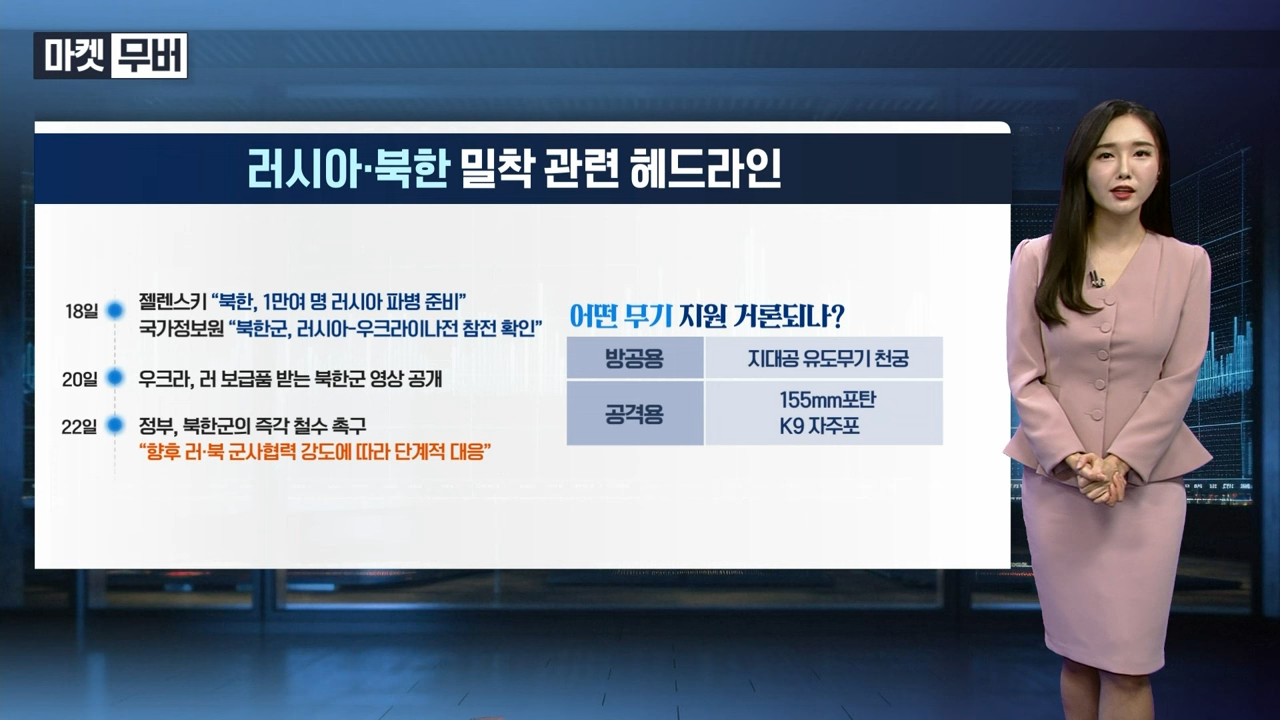 마켓 무버
러시아·북한 밀착 관련 헤드라인
18일
젤렌스키 “북한, 1만여 명 러시아 파병 준비”
국가정보원 “북한군, 러시아-우크라이나전 참전 확인”
20일
우크라, 러 보급품 받는 북한군 영상 공개
22일
정부, 북한군의 즉각 철수 촉구
“향후 러·북 군사협력 강도에 따라 단계적 대응”
어떤 무기 지원 거론되나?
방공용
지대공 유도무기 천궁
공격용
155mm포탄
K9 자주포